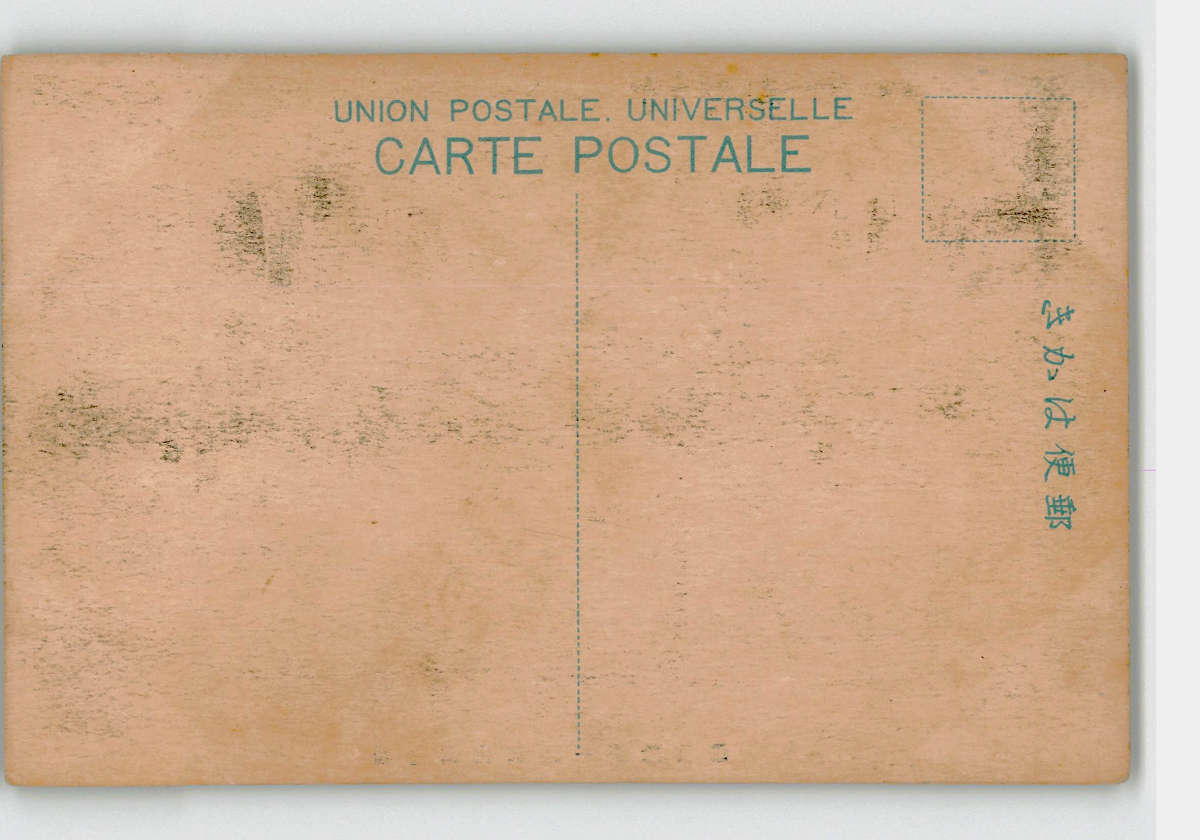 UNION POSTALE. UNIVERSELLE
CARTE POSTALE
きかは便郵